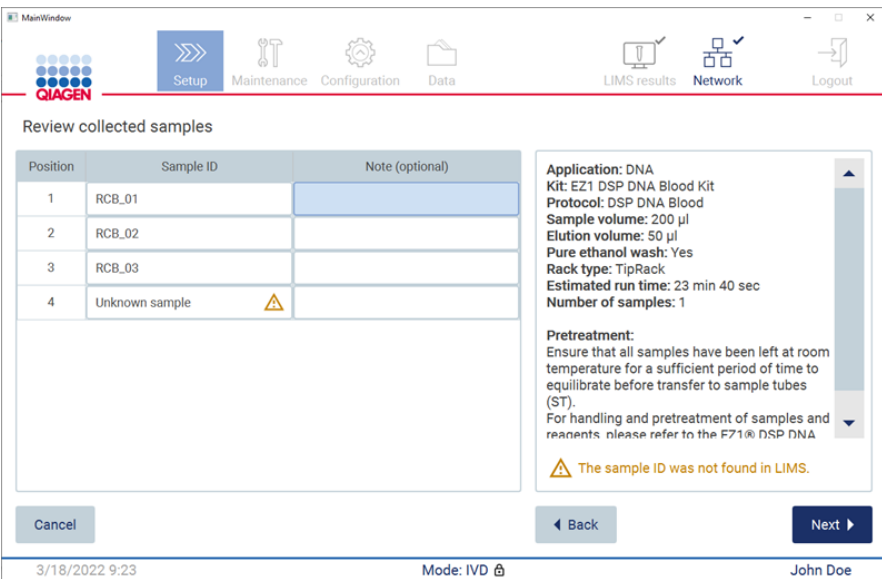 MainWindow
QIAGEN
Setup
Maintenance
Configuration
Data
LIMS results
Network
Logout
Review collected samples
Position Sample ID Note (optional)
1 RCB_01
2 RCB_02
3 RCB_03
4 Unknown sample
Application: DNA
Kit: EZ1 DSP DNA Blood Kit
Protocol: DSP DNA Blood
Sample volume: 200 µl
Elution volume: 50 µl
Pure ethanol wash: Yes
Rack type: TipRack
Estimated run time: 23 min 40 sec
Number of samples: 1
Pretreatment:
Ensure that all samples have been left at room
temperature for a sufficient period of time to
equilibrate before transfer to sample tubes
(ST).
For handling and pretreatment of samples and
reagents, please refer to the EZ1® DSP DNA
The sample ID was not found in LIMS.
Cancel
Back
Next
3/18/2022 9:23
Mode: IVD
John Doe